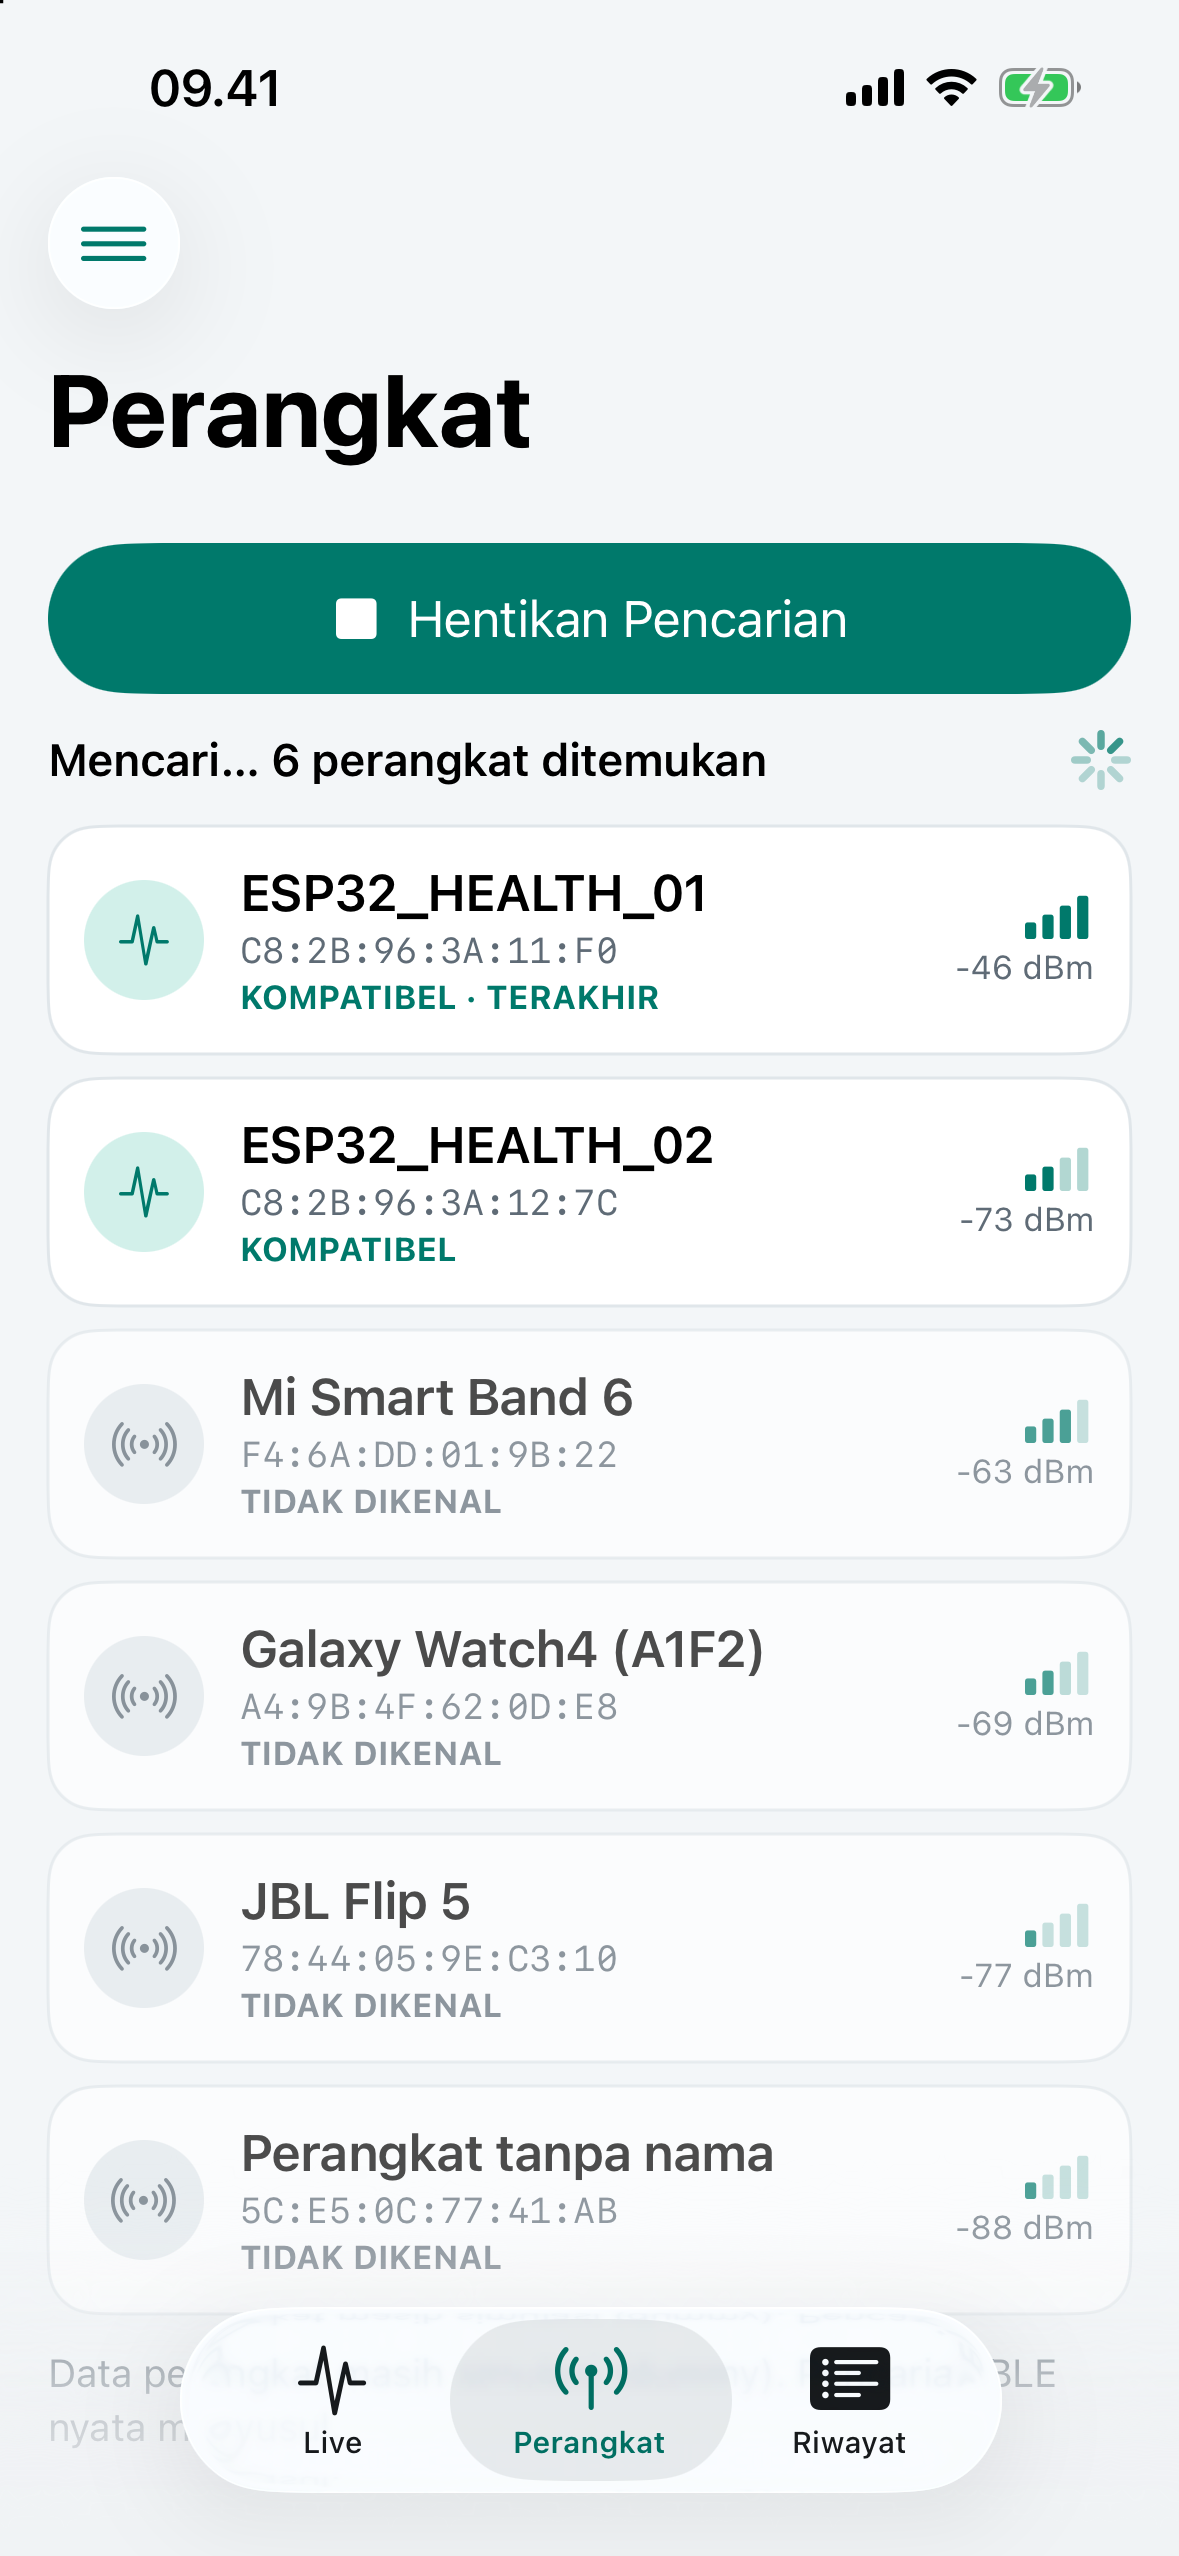 09.41
Perangkat
Hentikan Pencarian
Mencari... 6 perangkat ditemukan
ESP32_HEALTH_01
C8:2B:96:3A:11:F0
KOMPATIBEL · TERAKHIR
-46 dBm
ESP32_HEALTH_02
C8:2B:96:3A:12:7C
KOMPATIBEL
-73 dBm
Mi Smart Band 6
F4:6A:DD:01:9B:22
TIDAK DIKENAL
-63 dBm
Galaxy Watch4 (A1F2)
A4:9B:4F:62:0D:E8
TIDAK DIKENAL
-69 dBm
JBL Flip 5
78:44:05:9E:C3:10
TIDAK DIKENAL
-77 dBm
Perangkat tanpa nama
5C:E5:0C:77:41:AB
TIDAK DIKENAL
-88 dBm
Data BLE
nyata
Live
Perangkat
Riwayat